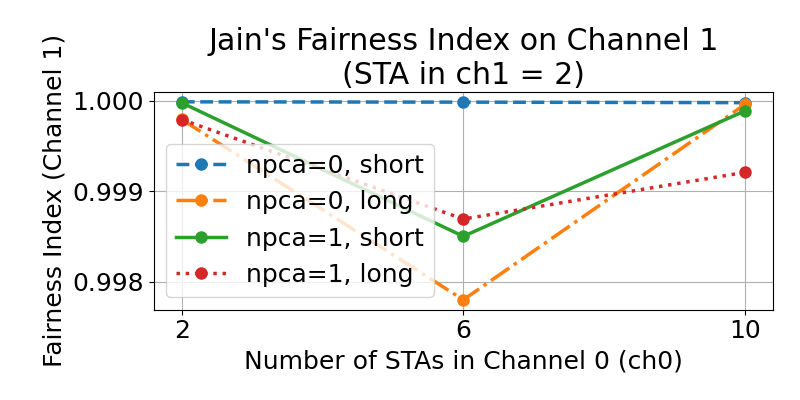 Jain's Fairness Index on Channel 1
(STA in ch1 = 2)
Fairness Index (Channel 1)
1.000
0.999
0.998
npca=0, short
npca=0, long
npca=1, short
npca=1, long
2
6
10
Number of STAs in Channel 0 (ch0)